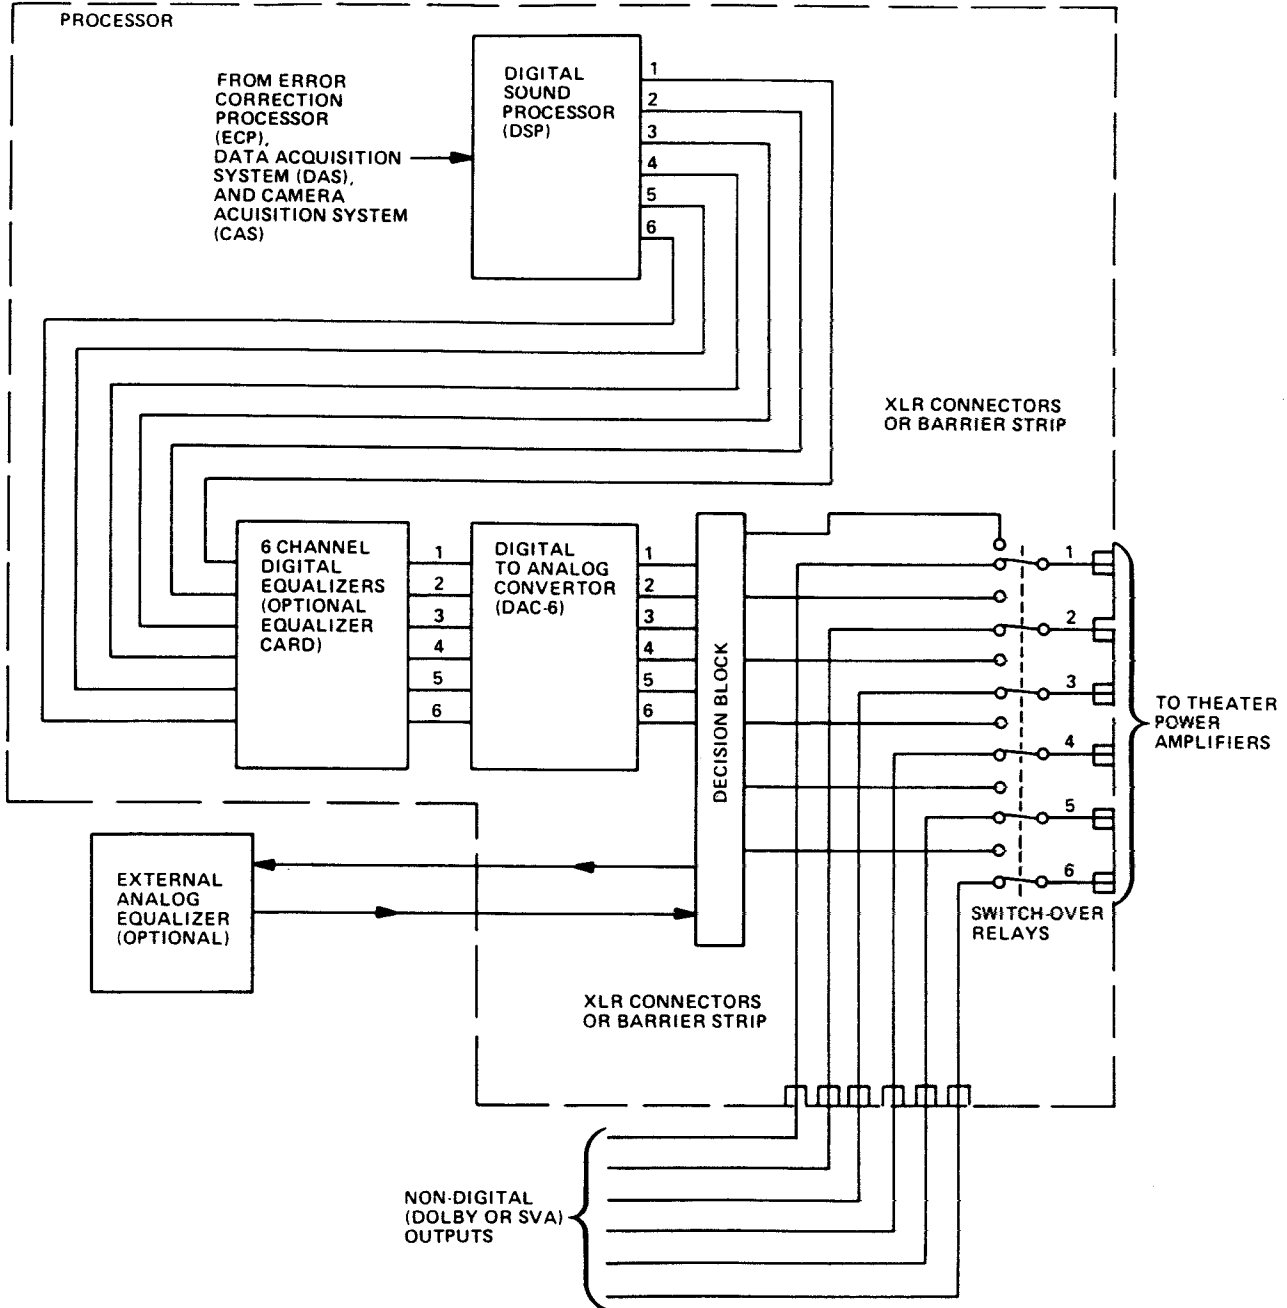 PROCESSOR
FROM ERROR
CORRECTION
PROCESSOR
(ECP),
DATA ACQUISITION
SYSTEM (DAS),
AND CAMERA
ACUISITION SYSTEM
(CAS)
DIGITAL
SOUND
PROCESSOR
(DSP)
1
2
3
4
5
6
XLR CONNECTORS
OR BARRIER STRIP
6 CHANNEL
DIGITAL
EQUALIZERS
(OPTIONAL
EQUALIZER
CARD)
1
2
3
4
5
6
DIGITAL
TO ANALOG
CONVERTOR
(DAC-6)
1
2
3
4
5
6
DECISION BLOCK
1
2
3
4
5
6
TO THEATER
POWER
AMPLIFIERS
SWITCH-OVER
RELAYS
EXTERNAL
ANALOG
EQUALIZER
(OPTIONAL)
XLR CONNECTORS
OR BARRIER STRIP
NON-DIGITAL
(DOLBY OR SVA)
OUTPUTS